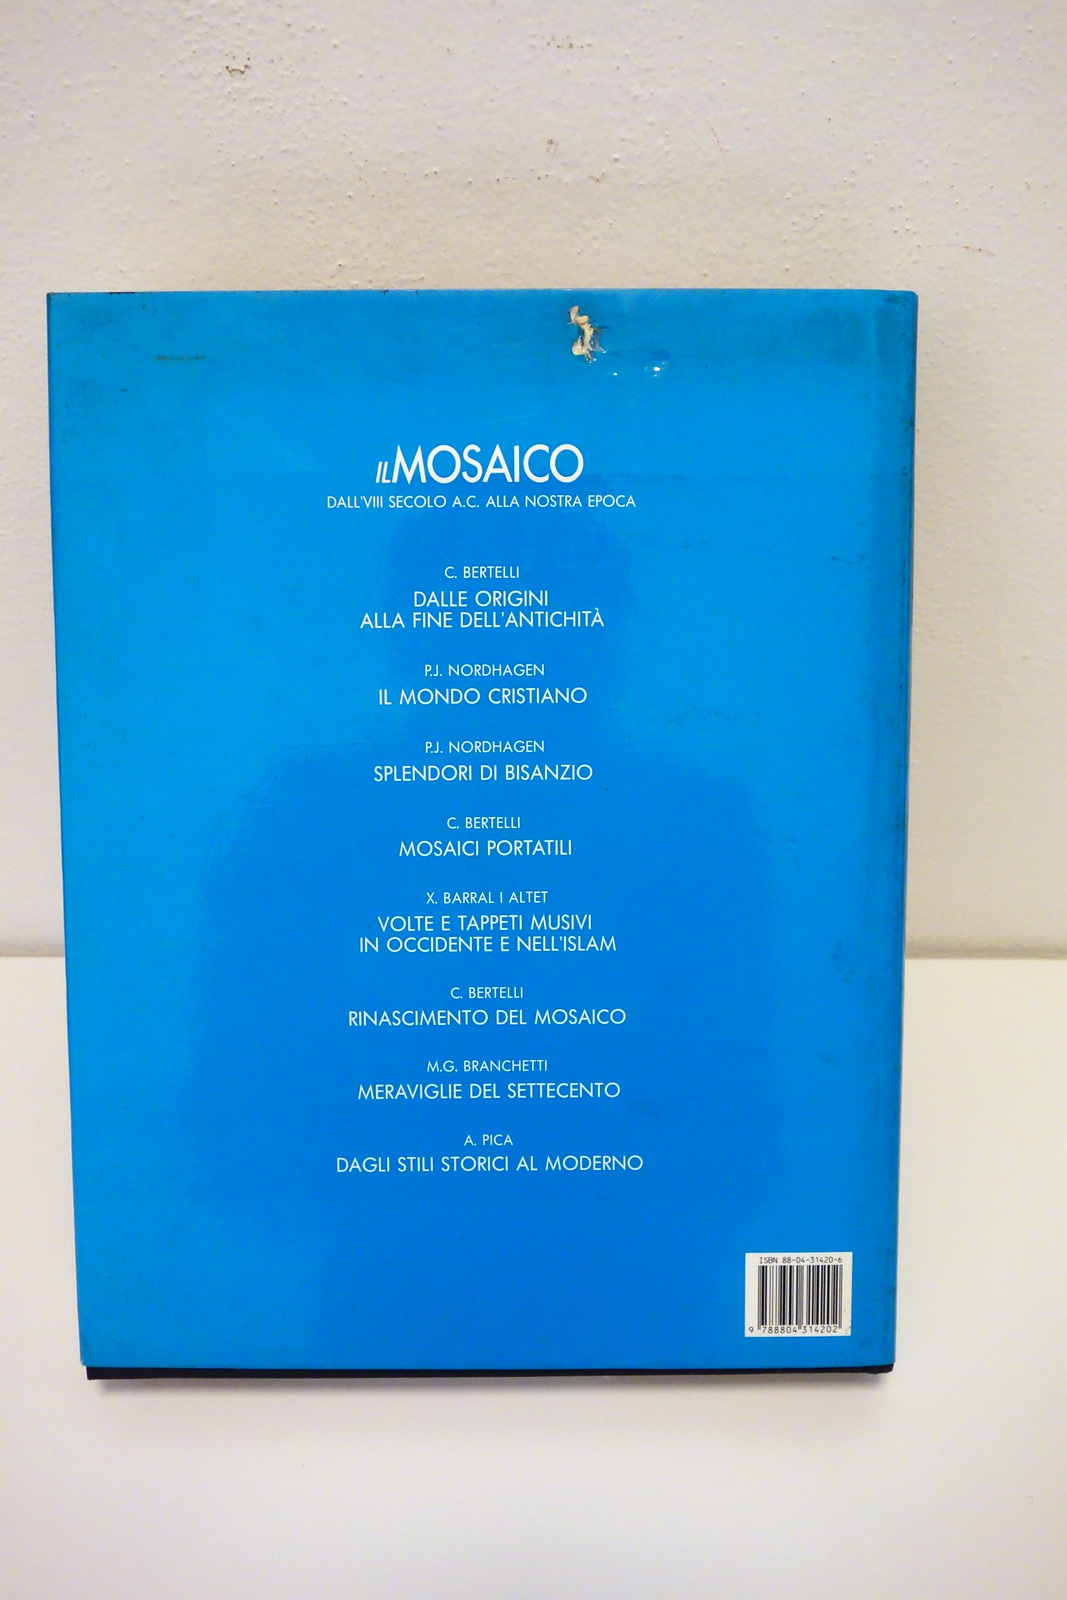 IL MOSAICO
DALL'VIII SECOLO A.C. ALLA NOSTRA EPOCA
C. BERTELLI
DALLE ORIGINI
ALLA FINE DELL'ANTICHITÀ
P.J. NORDHAGEN
IL MONDO CRISTIANO
P.J. NORDHAGEN
SPLENDORI DI BISANZIO
C. BERTELLI
MOSAICI PORTATILI
X. BARRAL I ALTET
VOLTE E TAPPETI MUSIVI
IN OCCIDENTE E NELL'ISLAM
C. BERTELLI
RINASCIMENTO DEL MOSAICO
M.G. BRANCHETTI
MERAVIGLIE DEL SETTECENTO
A. PICA
DAGLI STILI STORICI AL MODERNO
ISBN 88-04-31420-6
9 788804 314202